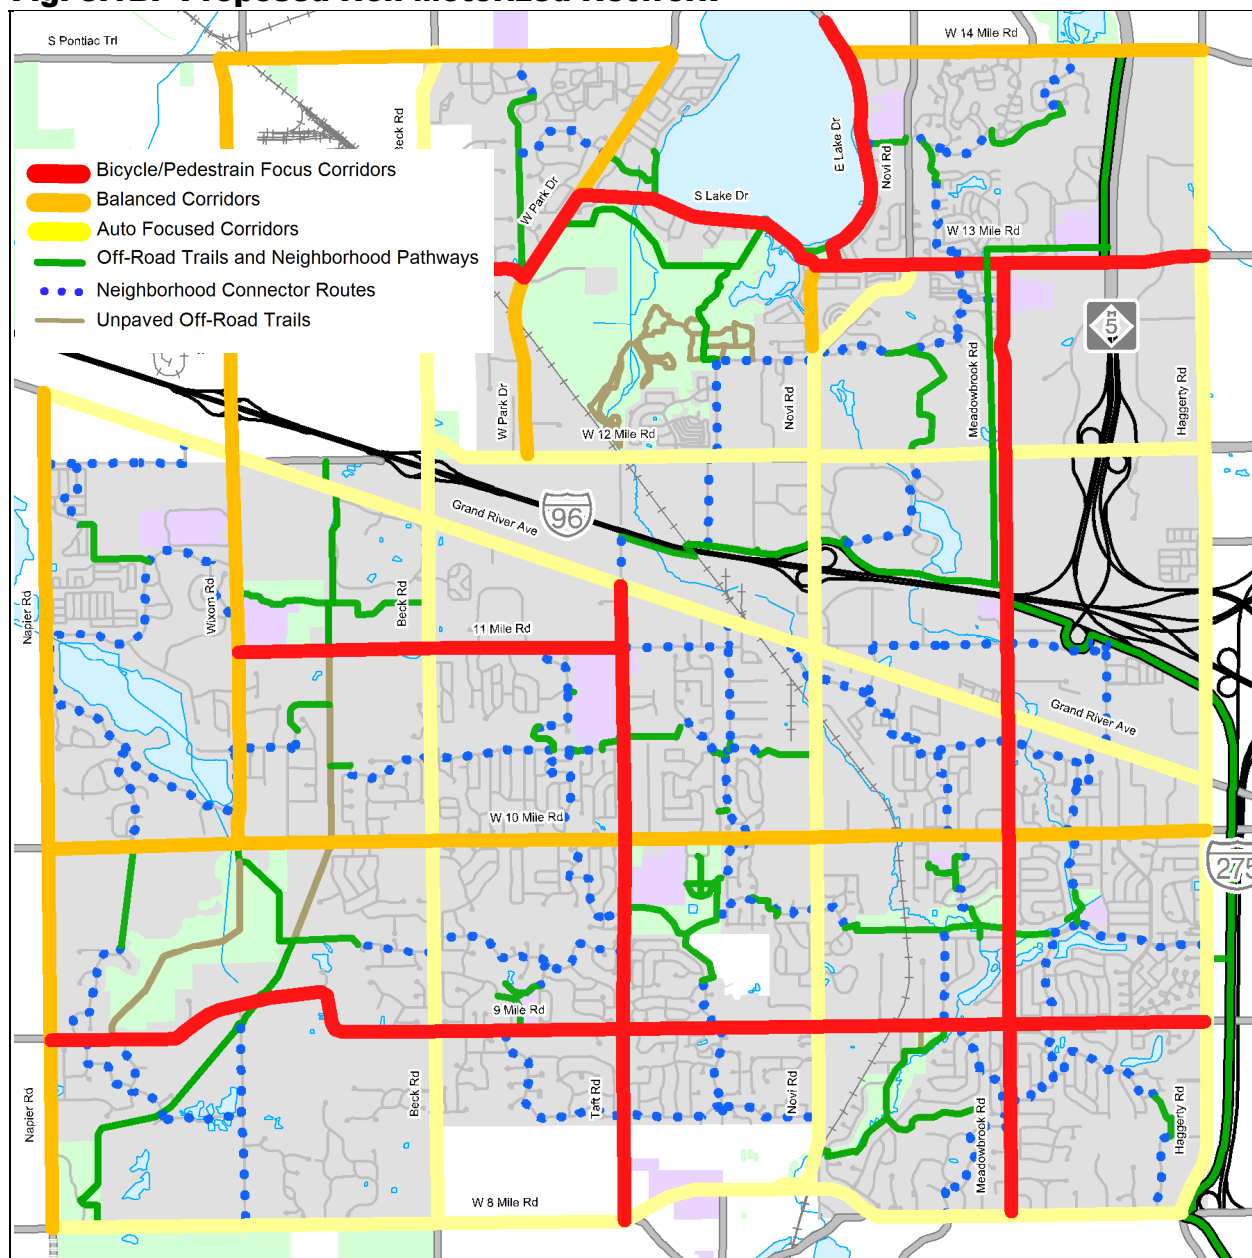 S Pontiac Trl
W 14 Mile Rd
Beck Rd
E Lake Dr
Novi Rd
Bicycle/Pedestrain Focus Corridors
Balanced Corridors
Auto Focused Corridors
Off-Road Trails and Neighborhood Pathways
Neighborhood Connector Routes
Unpaved Off-Road Trails
W Park Dr
S Lake Dr
W 13 Mile Rd
M
5
Meadowbrook Rd
Haggerty Rd
W Park Dr
Novi Rd
W 12 Mile Rd
Grand River Ave
96
Napier Rd
Wixom Rd
Beck Rd
11 Mile Rd
Grand River Ave
W 10 Mile Rd
275
9 Mile Rd
Napier Rd
Beck Rd
Taft Rd
Novi Rd
Meadowbrook Rd
Haggerty Rd
W 8 Mile Rd